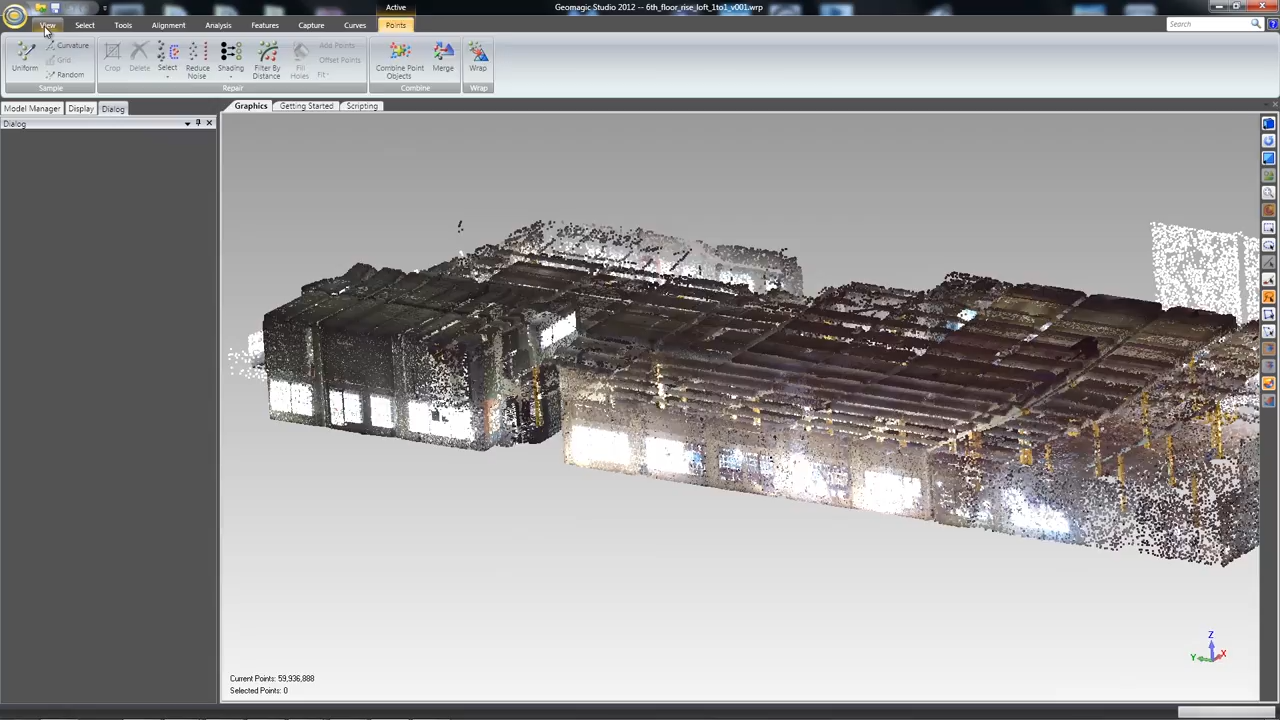 Active
Geomagic Studio 2012 -- 6th_floor_rise_loft_1to1_v001.wrp
View Select Tools Alignment Analysis Features Capture Curves Points
Search
Uniform
Curvature
Grid
Random
Sample
Crop
Delete
Select
Reduce Noise
Shading
Filter By Distance
Fill Holes
Add Points
Offset Points
Fit
Repair
Combine Point Objects
Merge
Combine
Wrap
Wrap
Model Manager Display Dialog
Graphics Getting Started Scripting
Dialog
Z
Y
X
Current Points: 59,936,888
Selected Points: 0